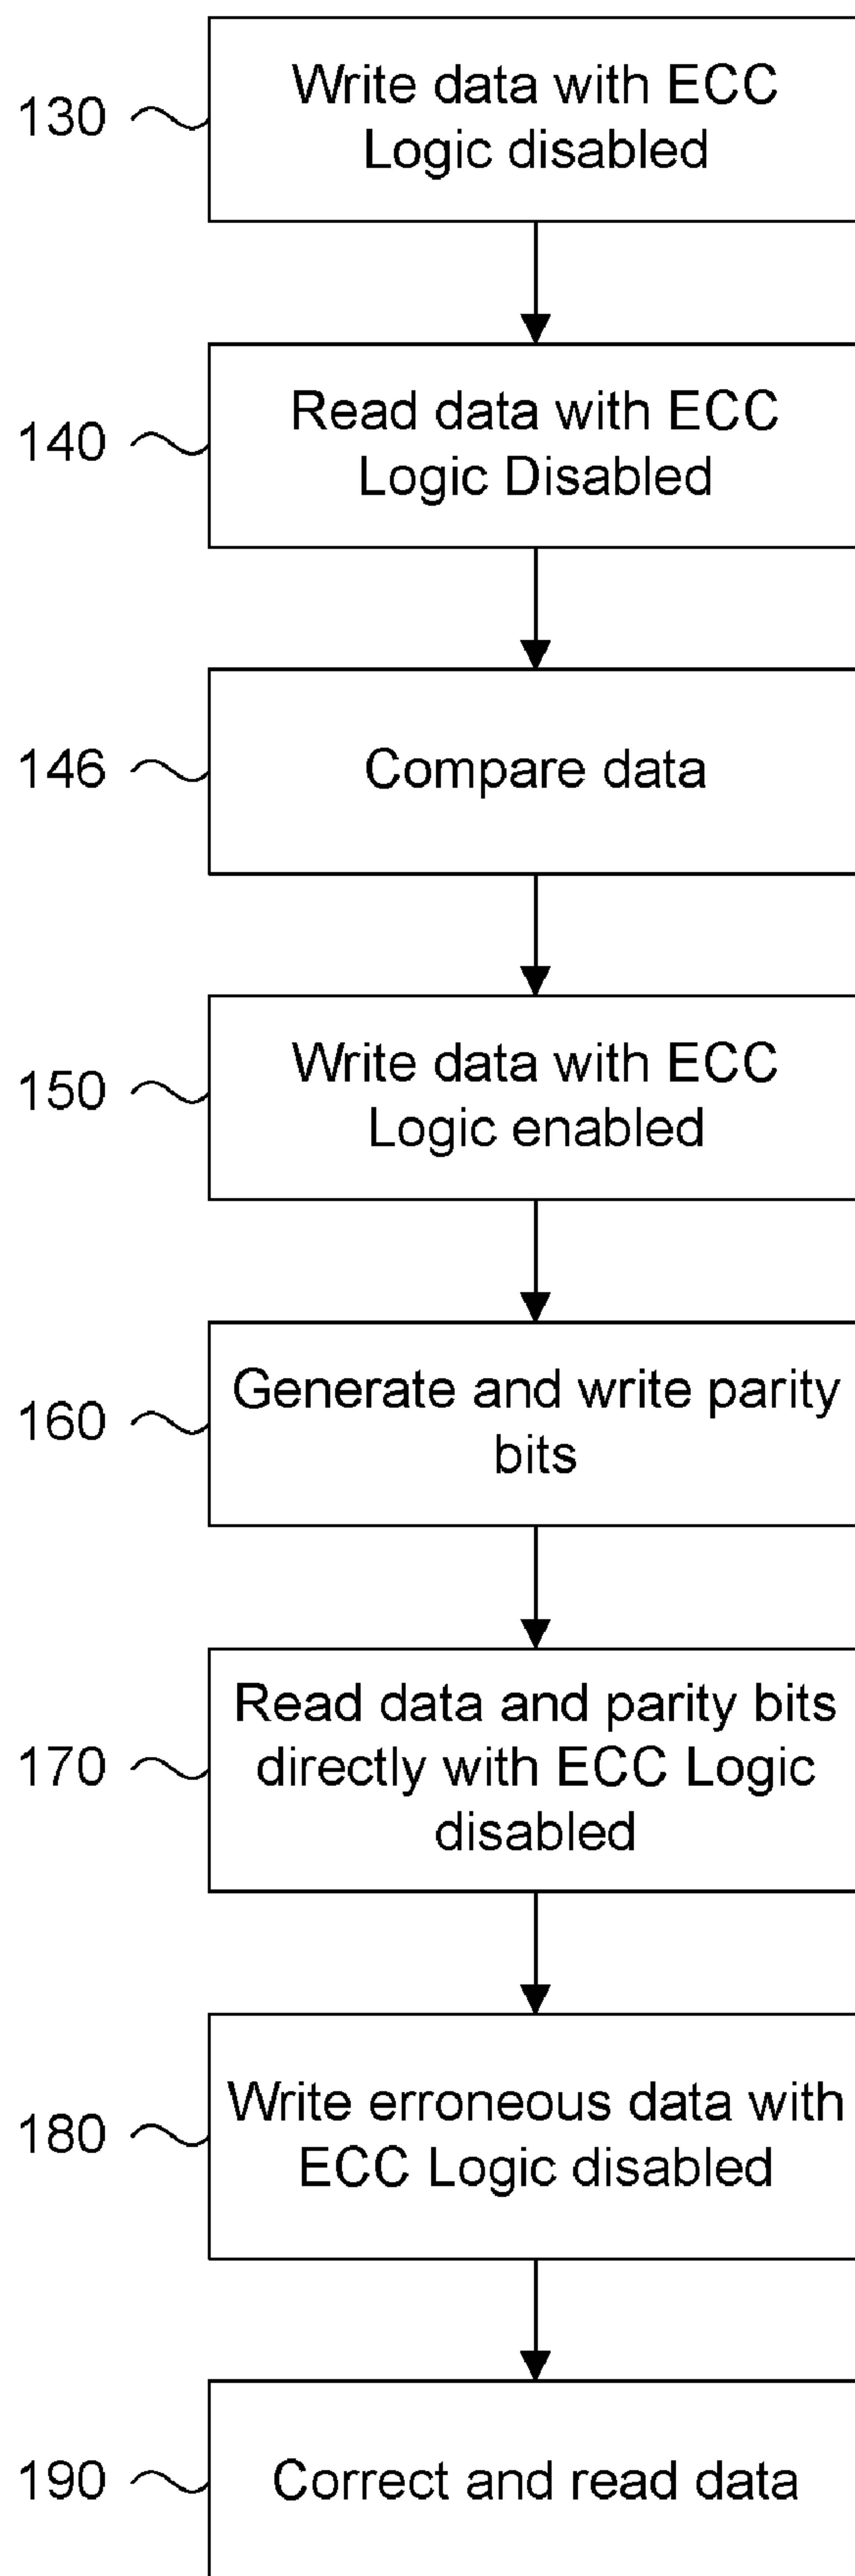 130
Write data with ECC
Logic disabled
140
Read data with ECC
Logic Disabled
146
Compare data
150
Write data with ECC
Logic enabled
160
Generate and write parity
bits
170
Read data and parity bits
directly with ECC Logic
disabled
180
Write erroneous data with
ECC Logic disabled
190
Correct and read data